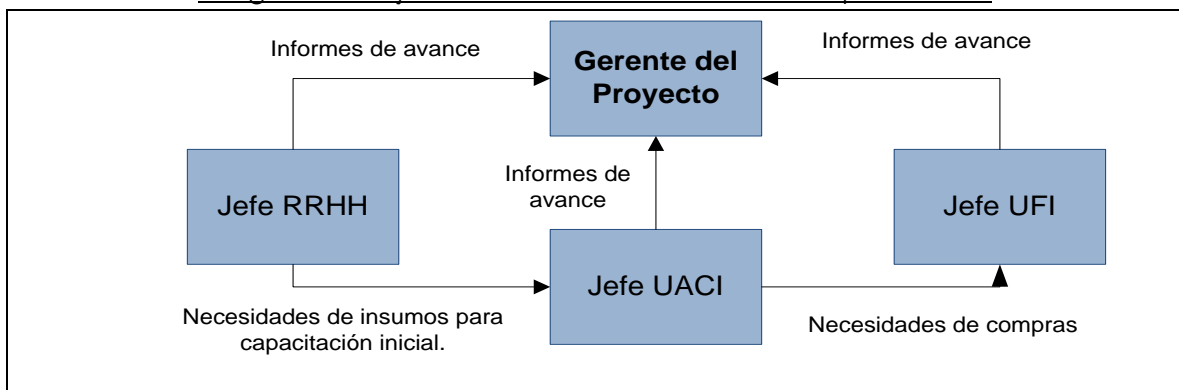 Informes de avance
Gerente del
Proyecto
Informes de avance
Jefe RRHH
Informes de
avance
Jefe UFI
Jefe UACI
Necesidades de insumos para
capacitación inicial.
Necesidades de compras